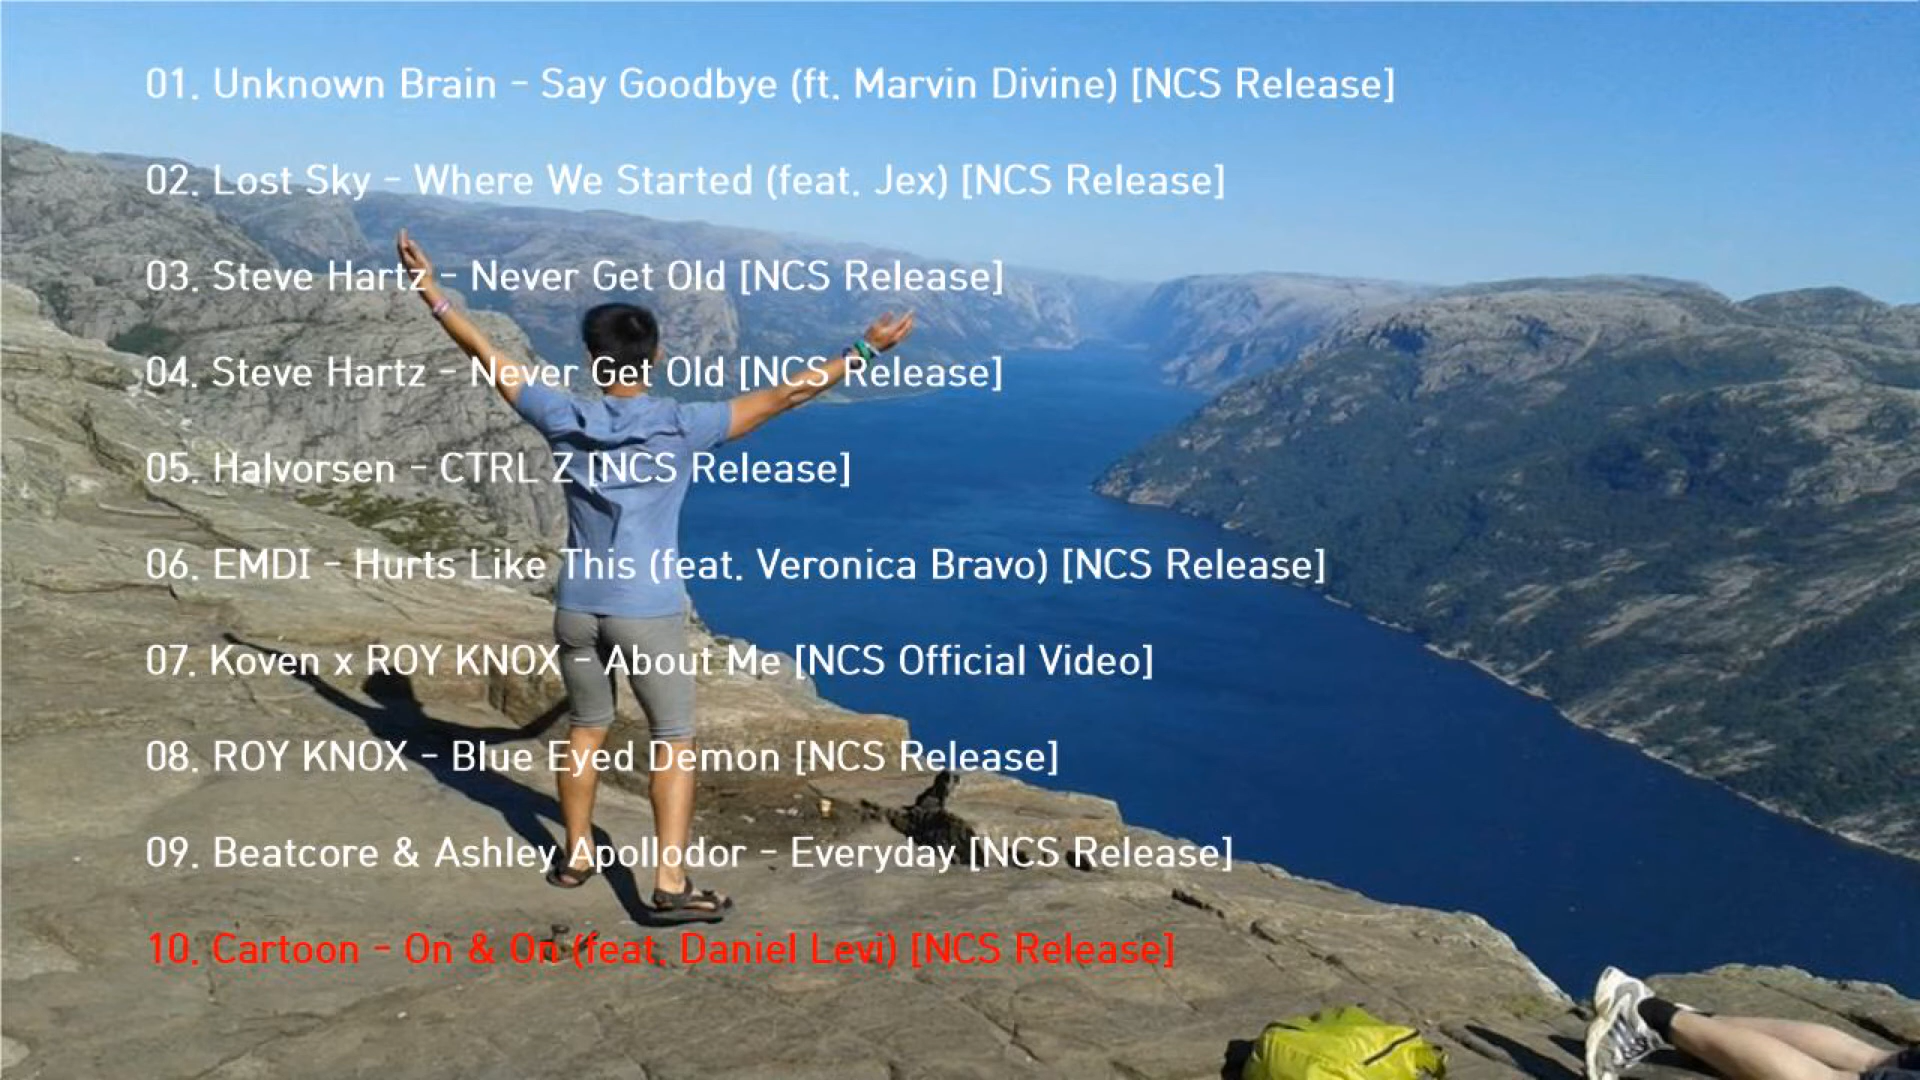 01. Unknown Brain - Say Goodbye (ft. Marvin Divine) [NCS Release]
02. Lost Sky - Where We Started (feat. Jex) [NCS Release]
03. Steve Hartz - Never Get Old [NCS Release]
04. Steve Hartz - Never Get Old [NCS Release]
05. Halvorsen - CTRL Z [NCS Release]
06. EMDI - Hurts Like This (feat. Veronica Bravo) [NCS Release]
07. Koven x ROY KNOX - About Me [NCS Official Video]
08. ROY KNOX - Blue Eyed Demon [NCS Release]
09. Beatcore & Ashley Apollodor - Everyday [NCS Release]
10. Cartoon - On & On (feat. Daniel Levi) [NCS Release]